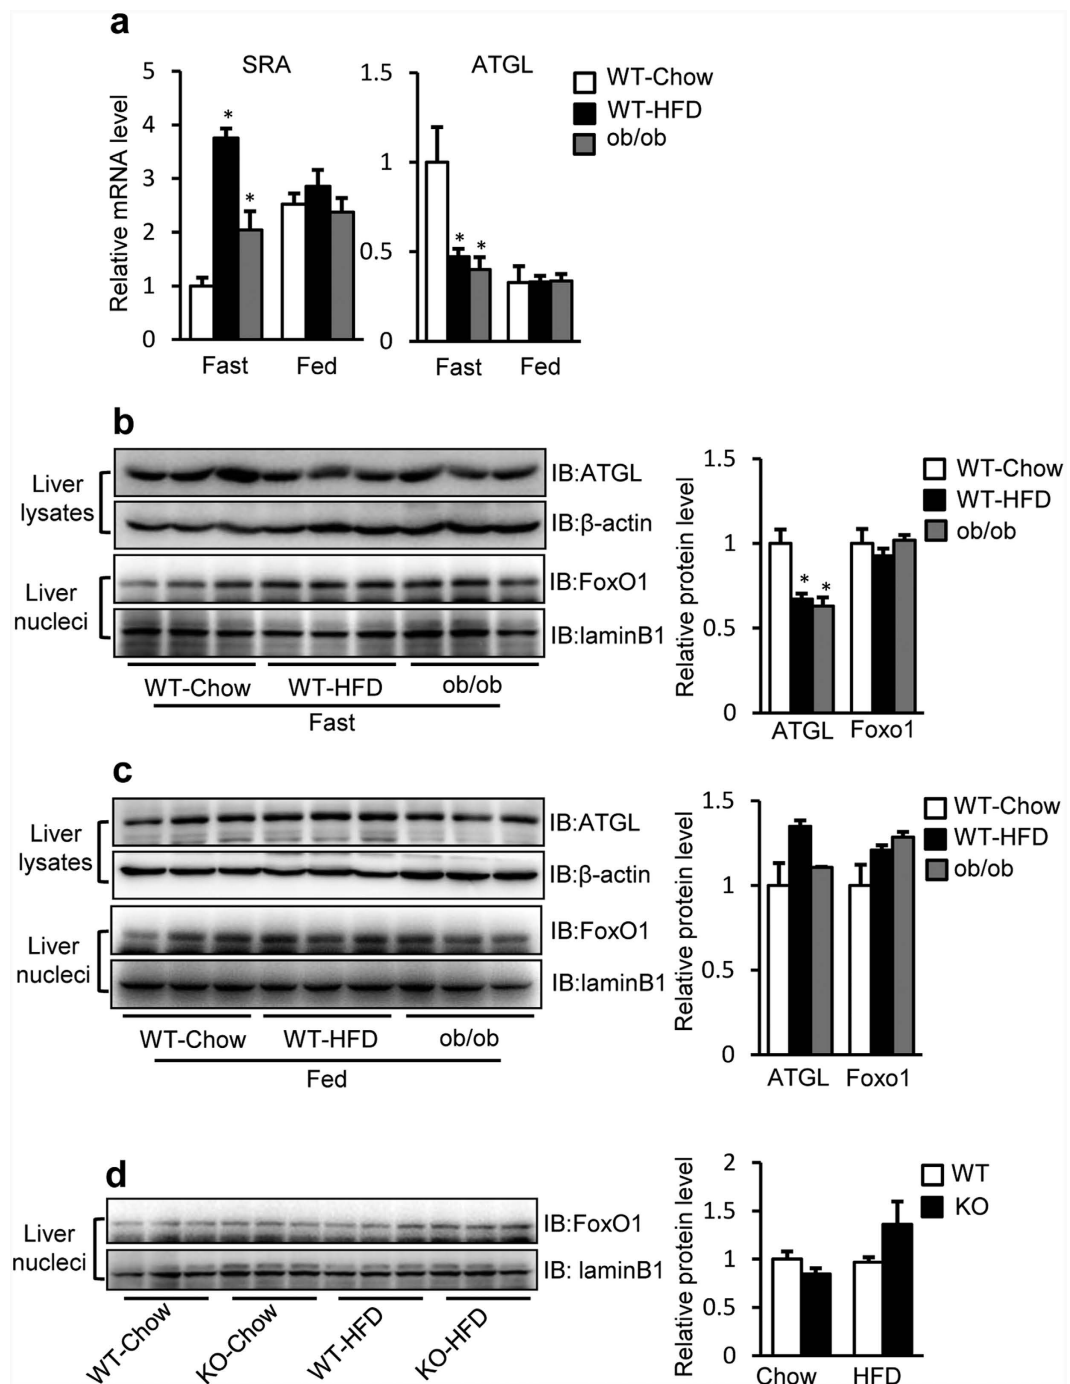 a
SRA
ATGL
Relative mRNA level
5
4
3
2
1
0
*
*
Fast
Fed
1.5
1
0.5
0
*
*
Fast
Fed
WT-Chow
WT-HFD
ob/ob
b
Liver
lysates
Liver
nucleci
IB:ATGL
IB:β-actin
IB:FoxO1
IB:laminB1
WT-Chow
WT-HFD
ob/ob
Fast
Relative protein level
1.5
1
0.5
0
*
*
ATGL
Foxo1
WT-Chow
WT-HFD
ob/ob
c
Liver
lysates
Liver
nucleci
IB:ATGL
IB:β-actin
IB:FoxO1
IB:laminB1
WT-Chow
WT-HFD
ob/ob
Fed
Relative protein level
1.5
1
0.5
0
ATGL
Foxo1
WT-Chow
WT-HFD
ob/ob
d
Liver
nucleci
IB:FoxO1
IB: laminB1
WT-Chow
KO-Chow
WT-HFD
KO-HFD
Relative protein level
2
1.5
1
0.5
0
Chow
HFD
WT
KO